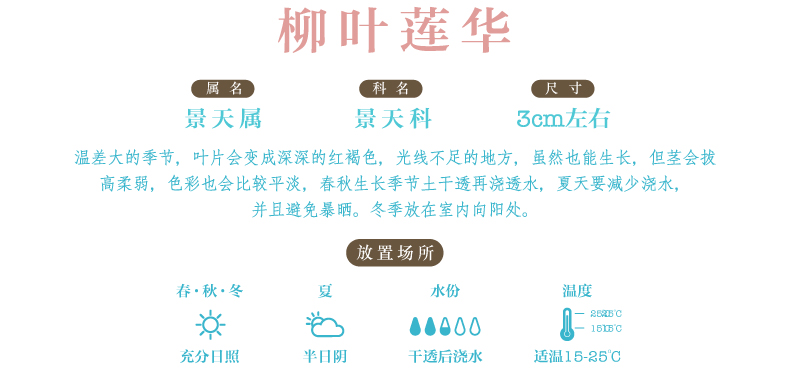 柳叶莲华
属 名 科 名 尺 寸
景天属 景天科 3cm左右
温差大的季节，叶片会变成深深的红褐色，光线不足的地方，虽然也能生长，但茎会拔
高柔弱，色彩也会比较平淡，春秋生长季节土干透再浇透水，夏天要减少浇水，
并且避免暴晒。冬季放在室内向阳处。
放置场所
春·秋·冬 夏 水份 温度
充分日照 半日阴 干透后浇水 适温15-25℃